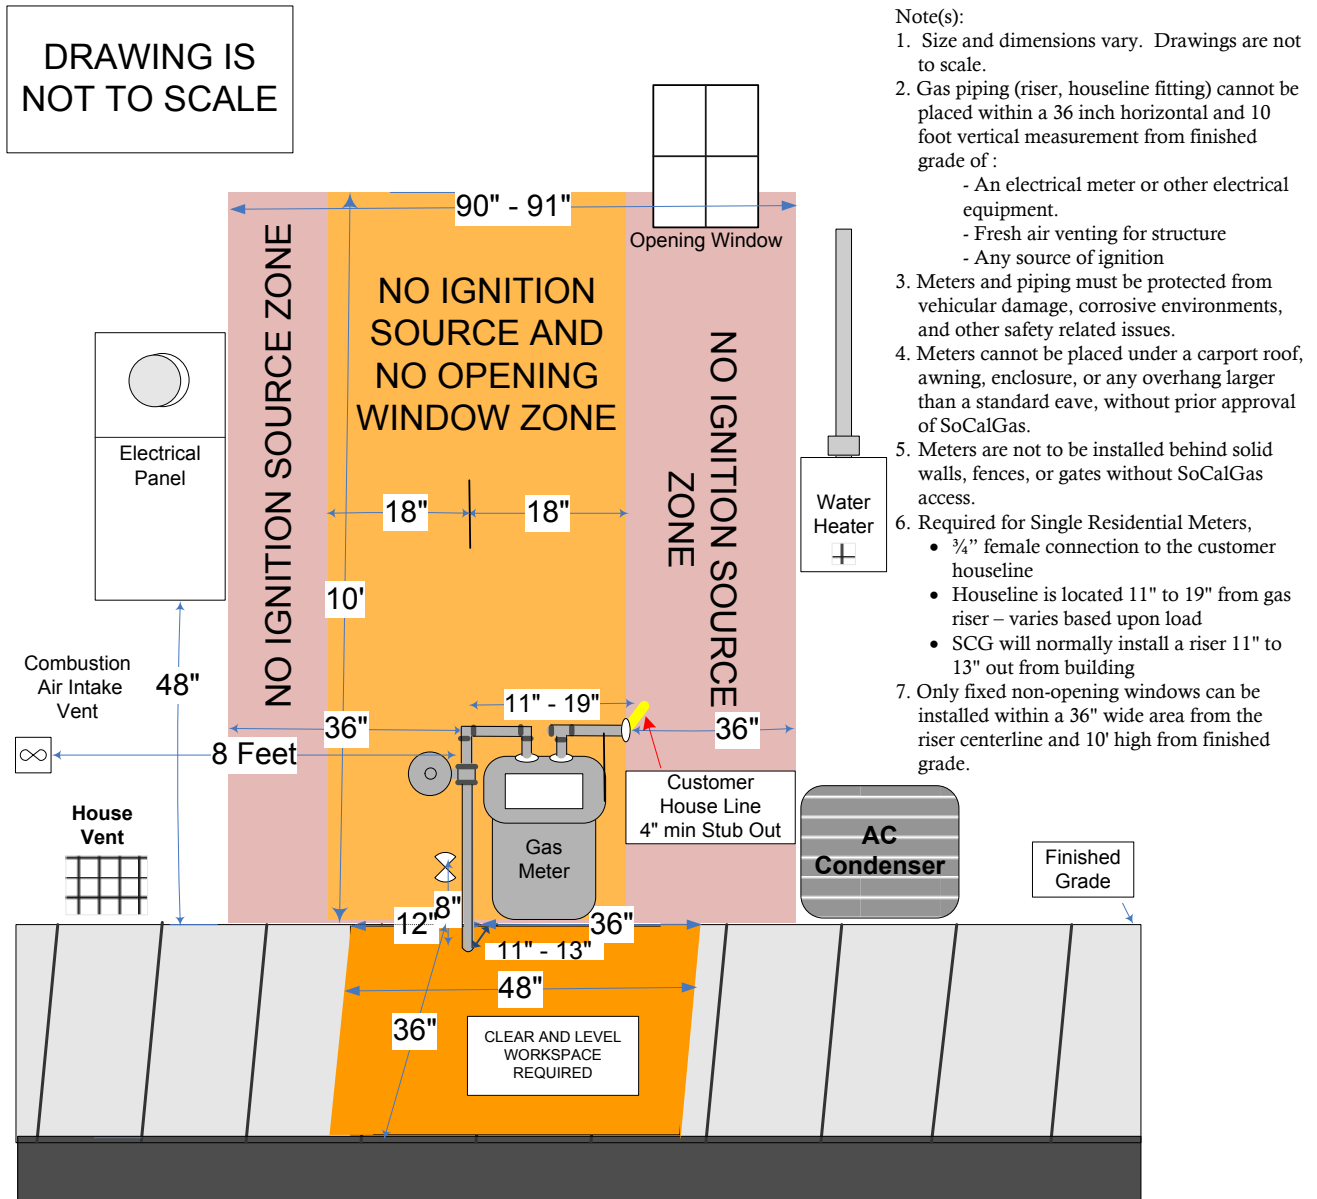 DRAWING IS
NOT TO SCALE
Note(s):
1. Size and dimensions vary. Drawings are not
to scale.
2. Gas piping (riser, houseline fitting) cannot be
placed within a 36 inch horizontal and 10
foot vertical measurement from finished
grade of :
- An electrical meter or other electrical
equipment.
- Fresh air venting for structure
- Any source of ignition
3. Meters and piping must be protected from
vehicular damage, corrosive environments,
and other safety related issues.
4. Meters cannot be placed under a carport roof,
awning, enclosure, or any overhang larger
than a standard eave, without prior approval
of SoCalGas.
5. Meters are not to be installed behind solid
walls, fences, or gates without SoCalGas
access.
6. Required for Single Residential Meters,
• ¾” female connection to the customer
houseline
• Houseline is located 11" to 19" from gas
riser – varies based upon load
• SCG will normally install a riser 11" to
13" out from building
7. Only fixed non-opening windows can be
installed within a 36" wide area from the
riser centerline and 10' high from finished
grade.
90" - 91"
Opening Window
NO IGNITION SOURCE ZONE
NO IGNITION
SOURCE AND
NO OPENING
WINDOW ZONE
NO IGNITION SOURCE
ZONE
Electrical
Panel
Water
Heater
18"
18"
10'
Combustion
Air Intake
Vent
48"
11" - 19"
36"
36"
8 Feet
Customer
House Line
4" min Stub Out
House
Vent
Gas
Meter
AC
Condenser
Finished
Grade
8"
12"
36"
11" - 13"
48"
36"
CLEAR AND LEVEL
WORKSPACE
REQUIRED